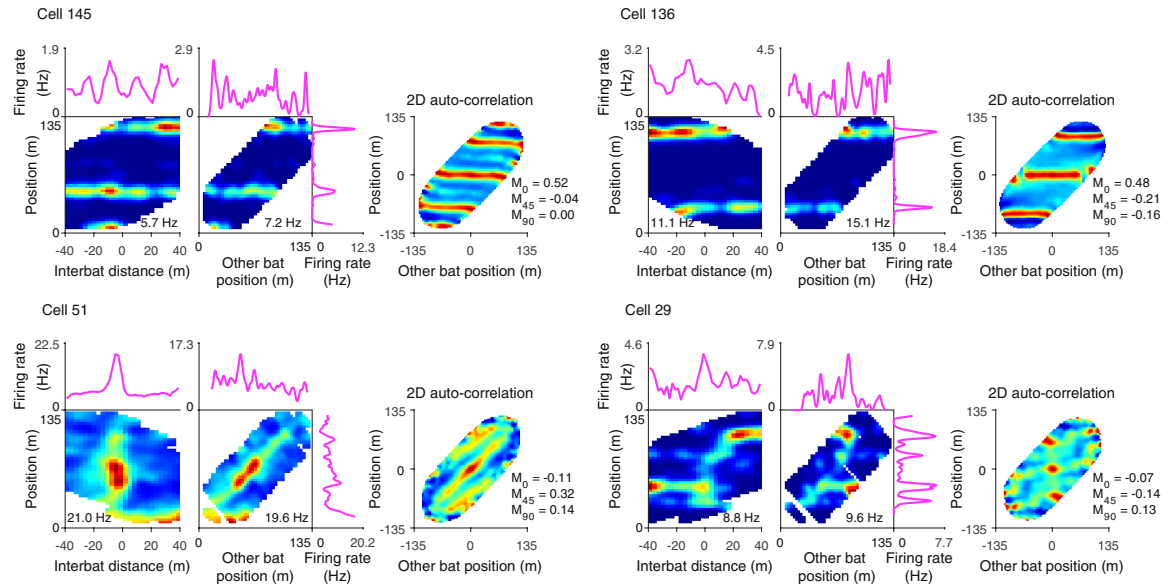 Cell 145
1.9
Firing rate
(Hz)
0
2.9
0
135
Position (m)
0
5.7 Hz
7.2 Hz
-40 -20 0 20 40
Interbat distance (m)
0 135
Other bat
position (m)
0 12.3
Firing rate
(Hz)
2D auto-correlation
135
Position (m)
0
-135
M0 = 0.52
M45 = -0.04
M90 = 0.00
-135 0 135
Other bat position (m)
Cell 136
3.2
Firing rate
(Hz)
0
4.5
0
135
Position (m)
0
11.1 Hz
15.1 Hz
-40 -20 0 20 40
Interbat distance (m)
0 135
Other bat
position (m)
0 18.4
Firing rate
(Hz)
2D auto-correlation
135
Position (m)
0
-135
M0 = 0.48
M45 = -0.21
M90 = -0.16
-135 0 135
Other bat position (m)
Cell 51
22.5
Firing rate
(Hz)
0
17.3
0
135
Position (m)
0
21.0 Hz
19.6 Hz
-40 -20 0 20 40
Interbat distance (m)
0 135
Other bat
position (m)
0 20.2
Firing rate
(Hz)
2D auto-correlation
135
Position (m)
0
-135
M0 = -0.11
M45 = 0.32
M90 = 0.14
-135 0 135
Other bat position (m)
Cell 29
4.6
Firing rate
(Hz)
0
7.9
0
135
Position (m)
0
8.8 Hz
9.6 Hz
-40 -20 0 20 40
Interbat distance (m)
0 135
Other bat
position (m)
0 7.7
Firing rate
(Hz)
2D auto-correlation
135
Position (m)
0
-135
M0 = -0.07
M45 = -0.14
M90 = 0.13
-135 0 135
Other bat position (m)